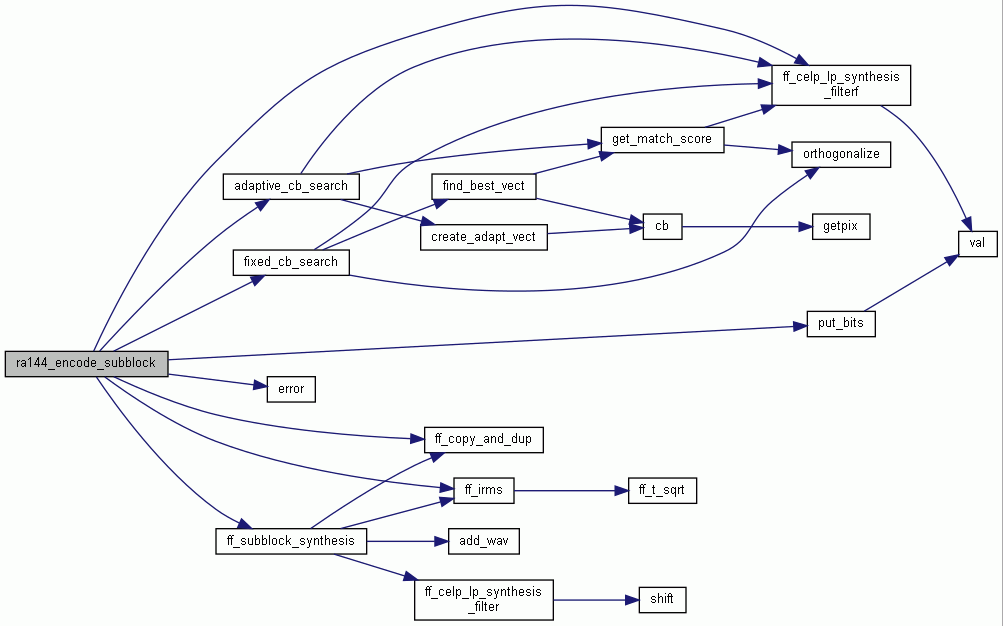 ff_celp_lp_synthesis
_filterf
get_match_score
orthogonalize
adaptive_cb_search
find_best_vect
cb
getpix
create_adapt_vect
val
fixed_cb_search
put_bits
ra144_encode_subblock
error
ff_copy_and_dup
ff_irms
ff_t_sqrt
ff_subblock_synthesis
add_wav
ff_celp_lp_synthesis
_filter
shift